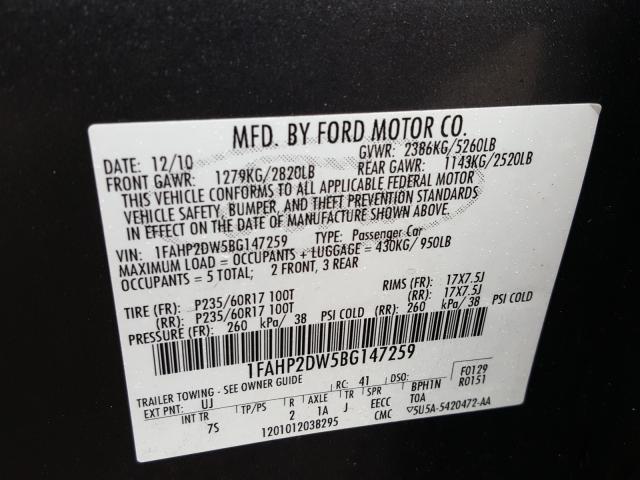 MFD. BY FORD MOTOR CO.
DATE: 12/10 GVWR: 2386KG/5260LB
FRONT GAWR: 1279KG/2820LB REAR GAWR: 1143KG/2520LB
THIS VEHICLE CONFORMS TO ALL APPLICABLE FEDERAL MOTOR
VEHICLE SAFETY, BUMPER, AND THEFT PREVENTION STANDARDS
IN EFFECT ON THE DATE OF MANUFACTURE SHOWN ABOVE.
VIN: 1FAHP2DW5BG147259 TYPE: Passenger Car
MAXIMUM LOAD = OCCUPANTS + LUGGAGE = 430KG/950LB
OCCUPANTS = 5 TOTAL; 2 FRONT, 3 REAR
TIRE (FR): P235/60R17 100T RIMS (FR): 17X7.5J
(RR): P235/60R17 100T (RR): 17X7.5J
PRESSURE (FR): 260 kPa/ 38 PSI COLD (RR): 260 kPa/ 38 PSI COLD
1FAHP2DW5BG147259
TRAILER TOWING - SEE OWNER GUIDE RC: 41 DSO: F0129
EXT PNT: UJ R AXLE TR SPR BPH1N R0151
INT TR TP/PS 2 1A J EECC TOA
7S 1201012038295 CMC 5U5A-5420472-AA